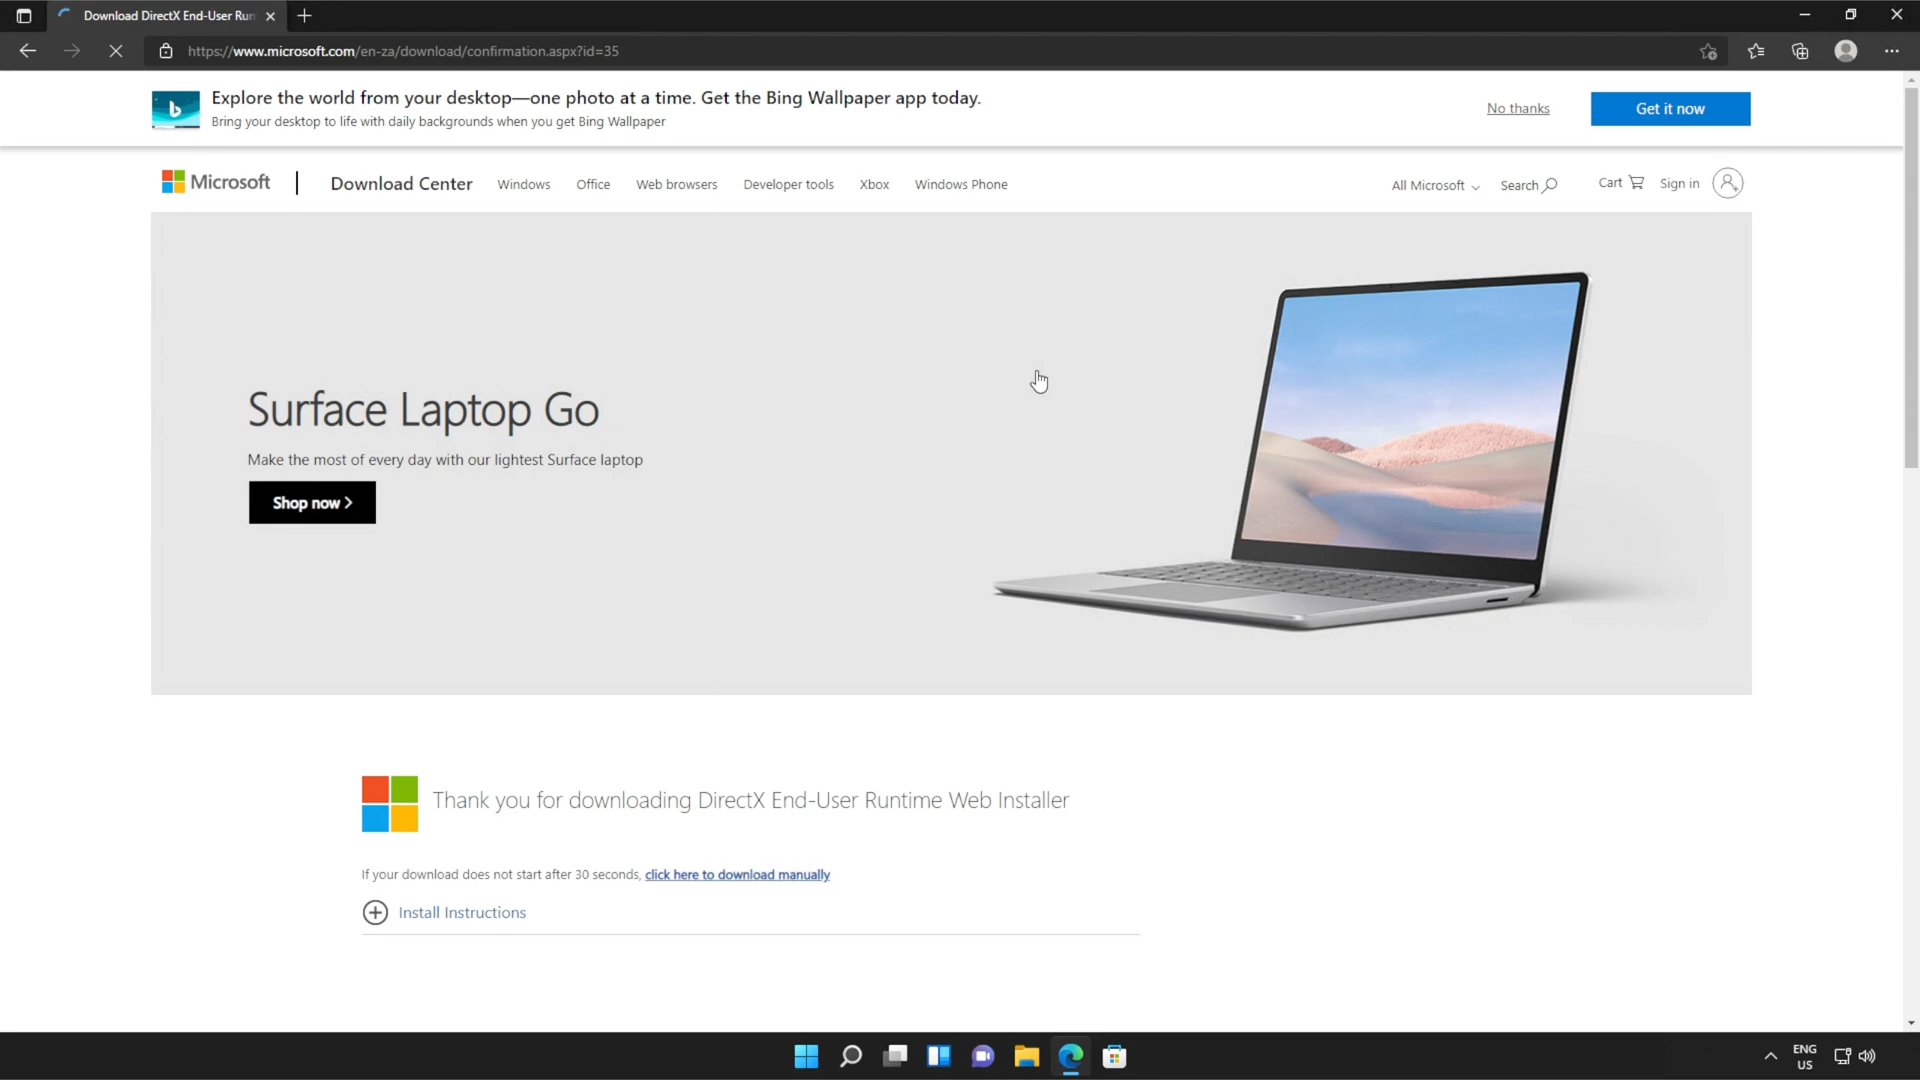 Download DirectX End-User Run
https://www.microsoft.com/en-za/download/confirmation.aspx?id=35
Explore the world from your desktop—one photo at a time. Get the Bing Wallpaper app today.
Bring your desktop to life with daily backgrounds when you get Bing Wallpaper
No thanks
Get it now
Microsoft
Download Center
Windows
Office
Web browsers
Developer tools
Xbox
Windows Phone
All Microsoft
Search
Cart
Sign in
Surface Laptop Go
Make the most of every day with our lightest Surface laptop
Shop now >
Thank you for downloading DirectX End-User Runtime Web Installer
If your download does not start after 30 seconds, click here to download manually
Install Instructions
ENG
US